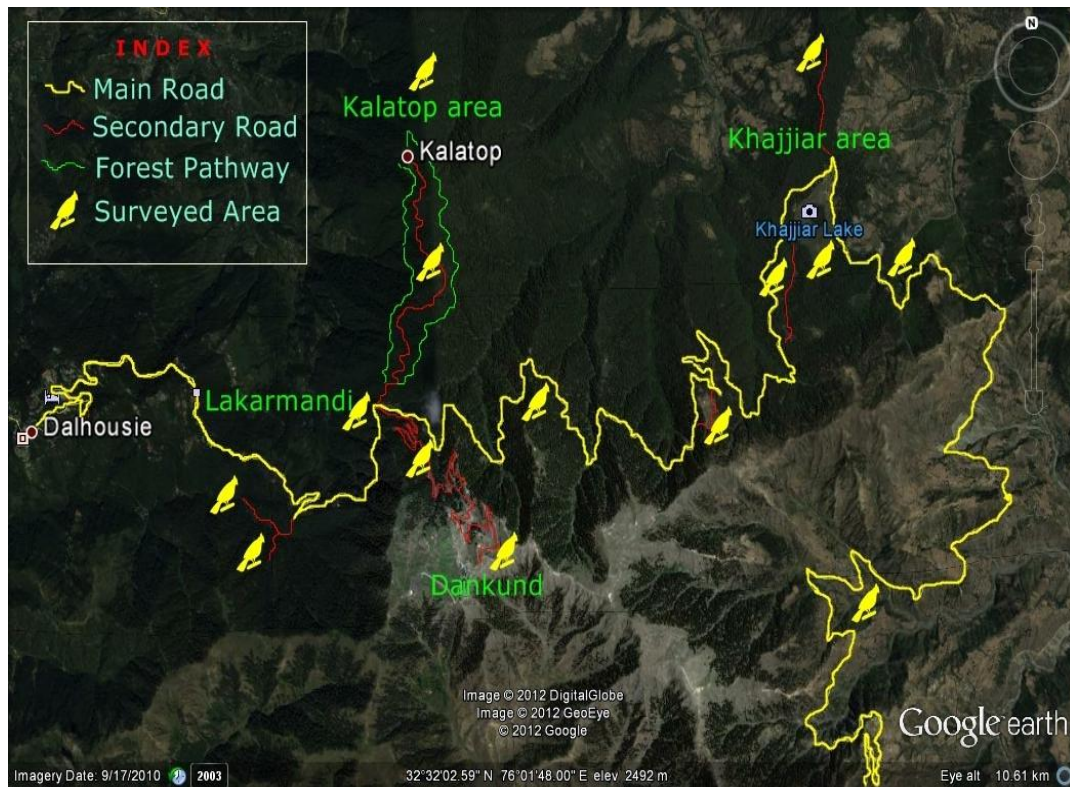 INDEX
Main Road
Secondary Road
Forest Pathway
Surveyed Area
N
Kalatop area
Kalatop
Khajjiar area
Khajjiar Lake
Lakarmandi
Dalhousie
Dainkund
Image © 2012 DigitalGlobe
Image © 2012 GeoEye
© 2012 Google
Google earth
Imagery Date: 9/17/2010 2003 32°32'02.59" N 76°01'48.00" E elev 2492 m Eye alt 10.61 km